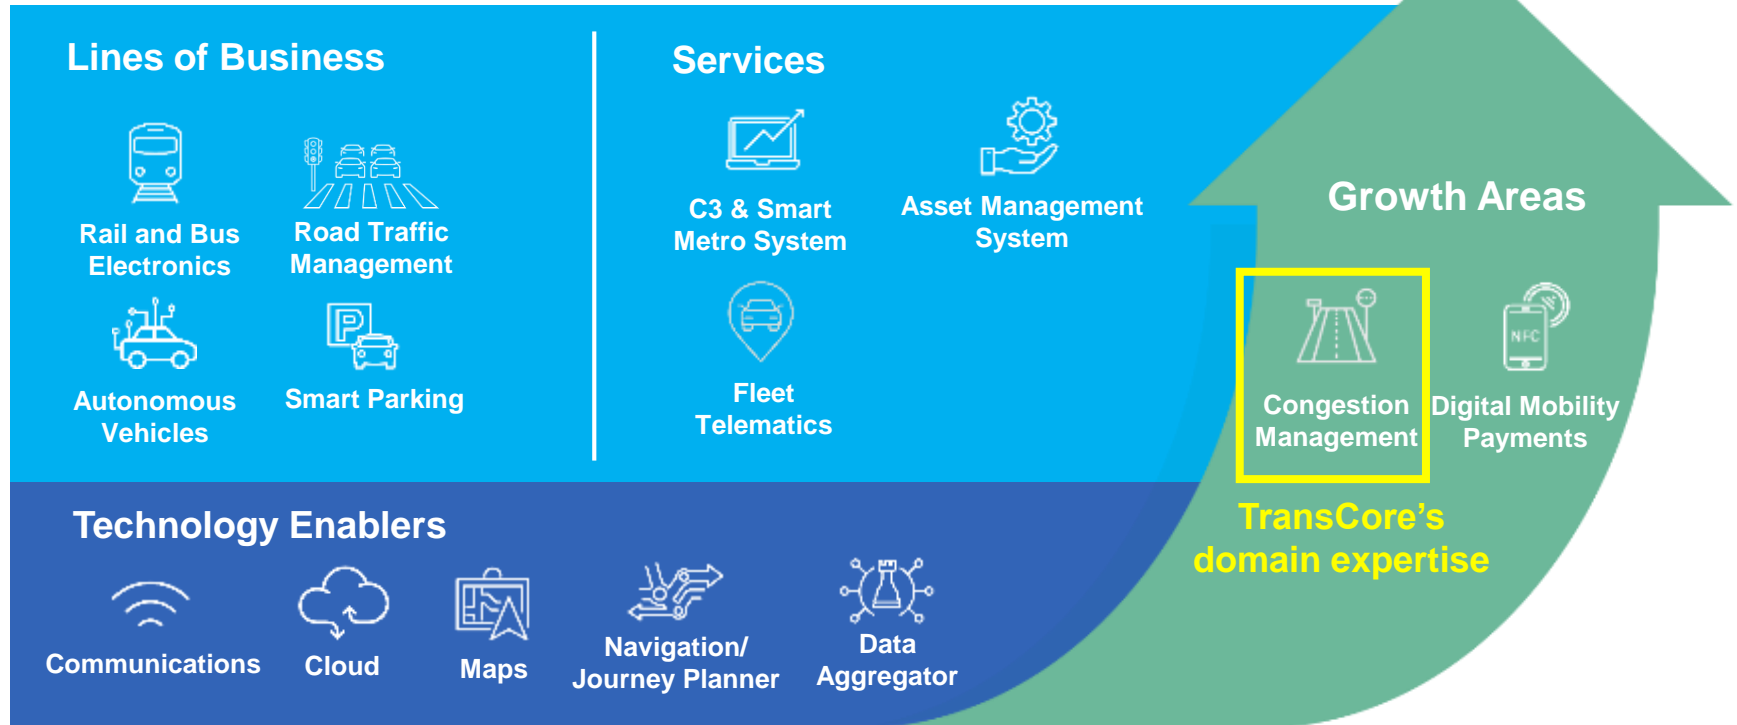 Lines of Business
Rail and Bus
Electronics
Road Traffic
Management
Autonomous
Vehicles
P
Smart Parking
Services
C3 & Smart
Metro System
Asset Management
System
Fleet
Telematics
Growth Areas
Congestion
Management
NFC
Digital Mobility
Payments
TransCore’s
domain expertise
Technology Enablers
Communications
Cloud
Maps
Navigation/
Journey Planner
Data
Aggregator